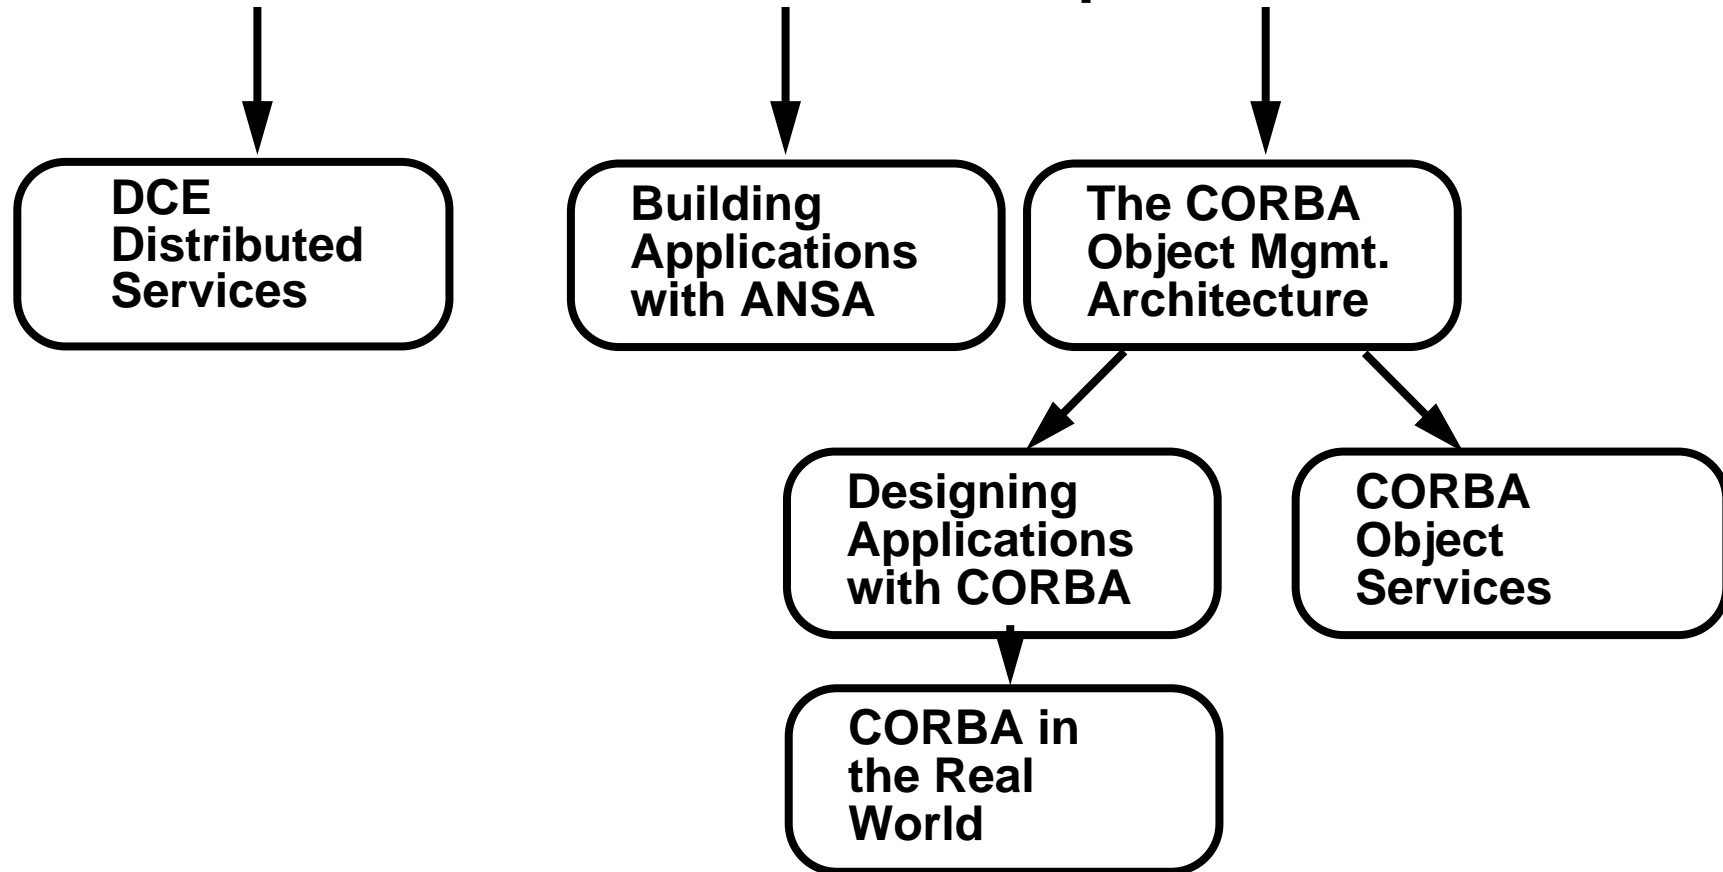 DCE
Distributed
Services
Building
Applications
with ANSA
The CORBA
Object Mgmt.
Architecture
Designing
Applications
with CORBA
CORBA
Object
Services
CORBA in
the Real
World